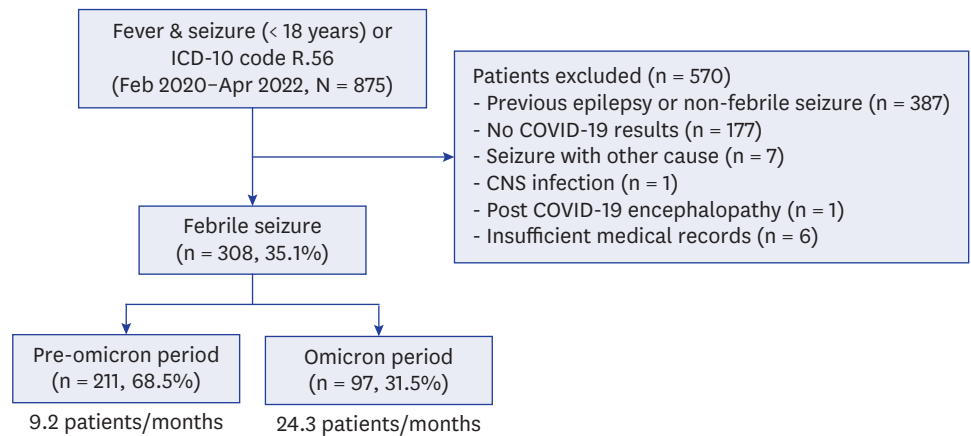 Fever & seizure (< 18 years) or
ICD-10 code R.56
(Feb 2020–Apr 2022, N = 875)
Patients excluded (n = 570)
- Previous epilepsy or non-febrile seizure (n = 387)
- No COVID-19 results (n = 177)
- Seizure with other cause (n = 7)
- CNS infection (n = 1)
- Post COVID-19 encephalopathy (n = 1)
- Insufficient medical records (n = 6)
Febrile seizure
(n = 308, 35.1%)
Pre-omicron period
(n = 211, 68.5%)
9.2 patients/months
Omicron period
(n = 97, 31.5%)
24.3 patients/months